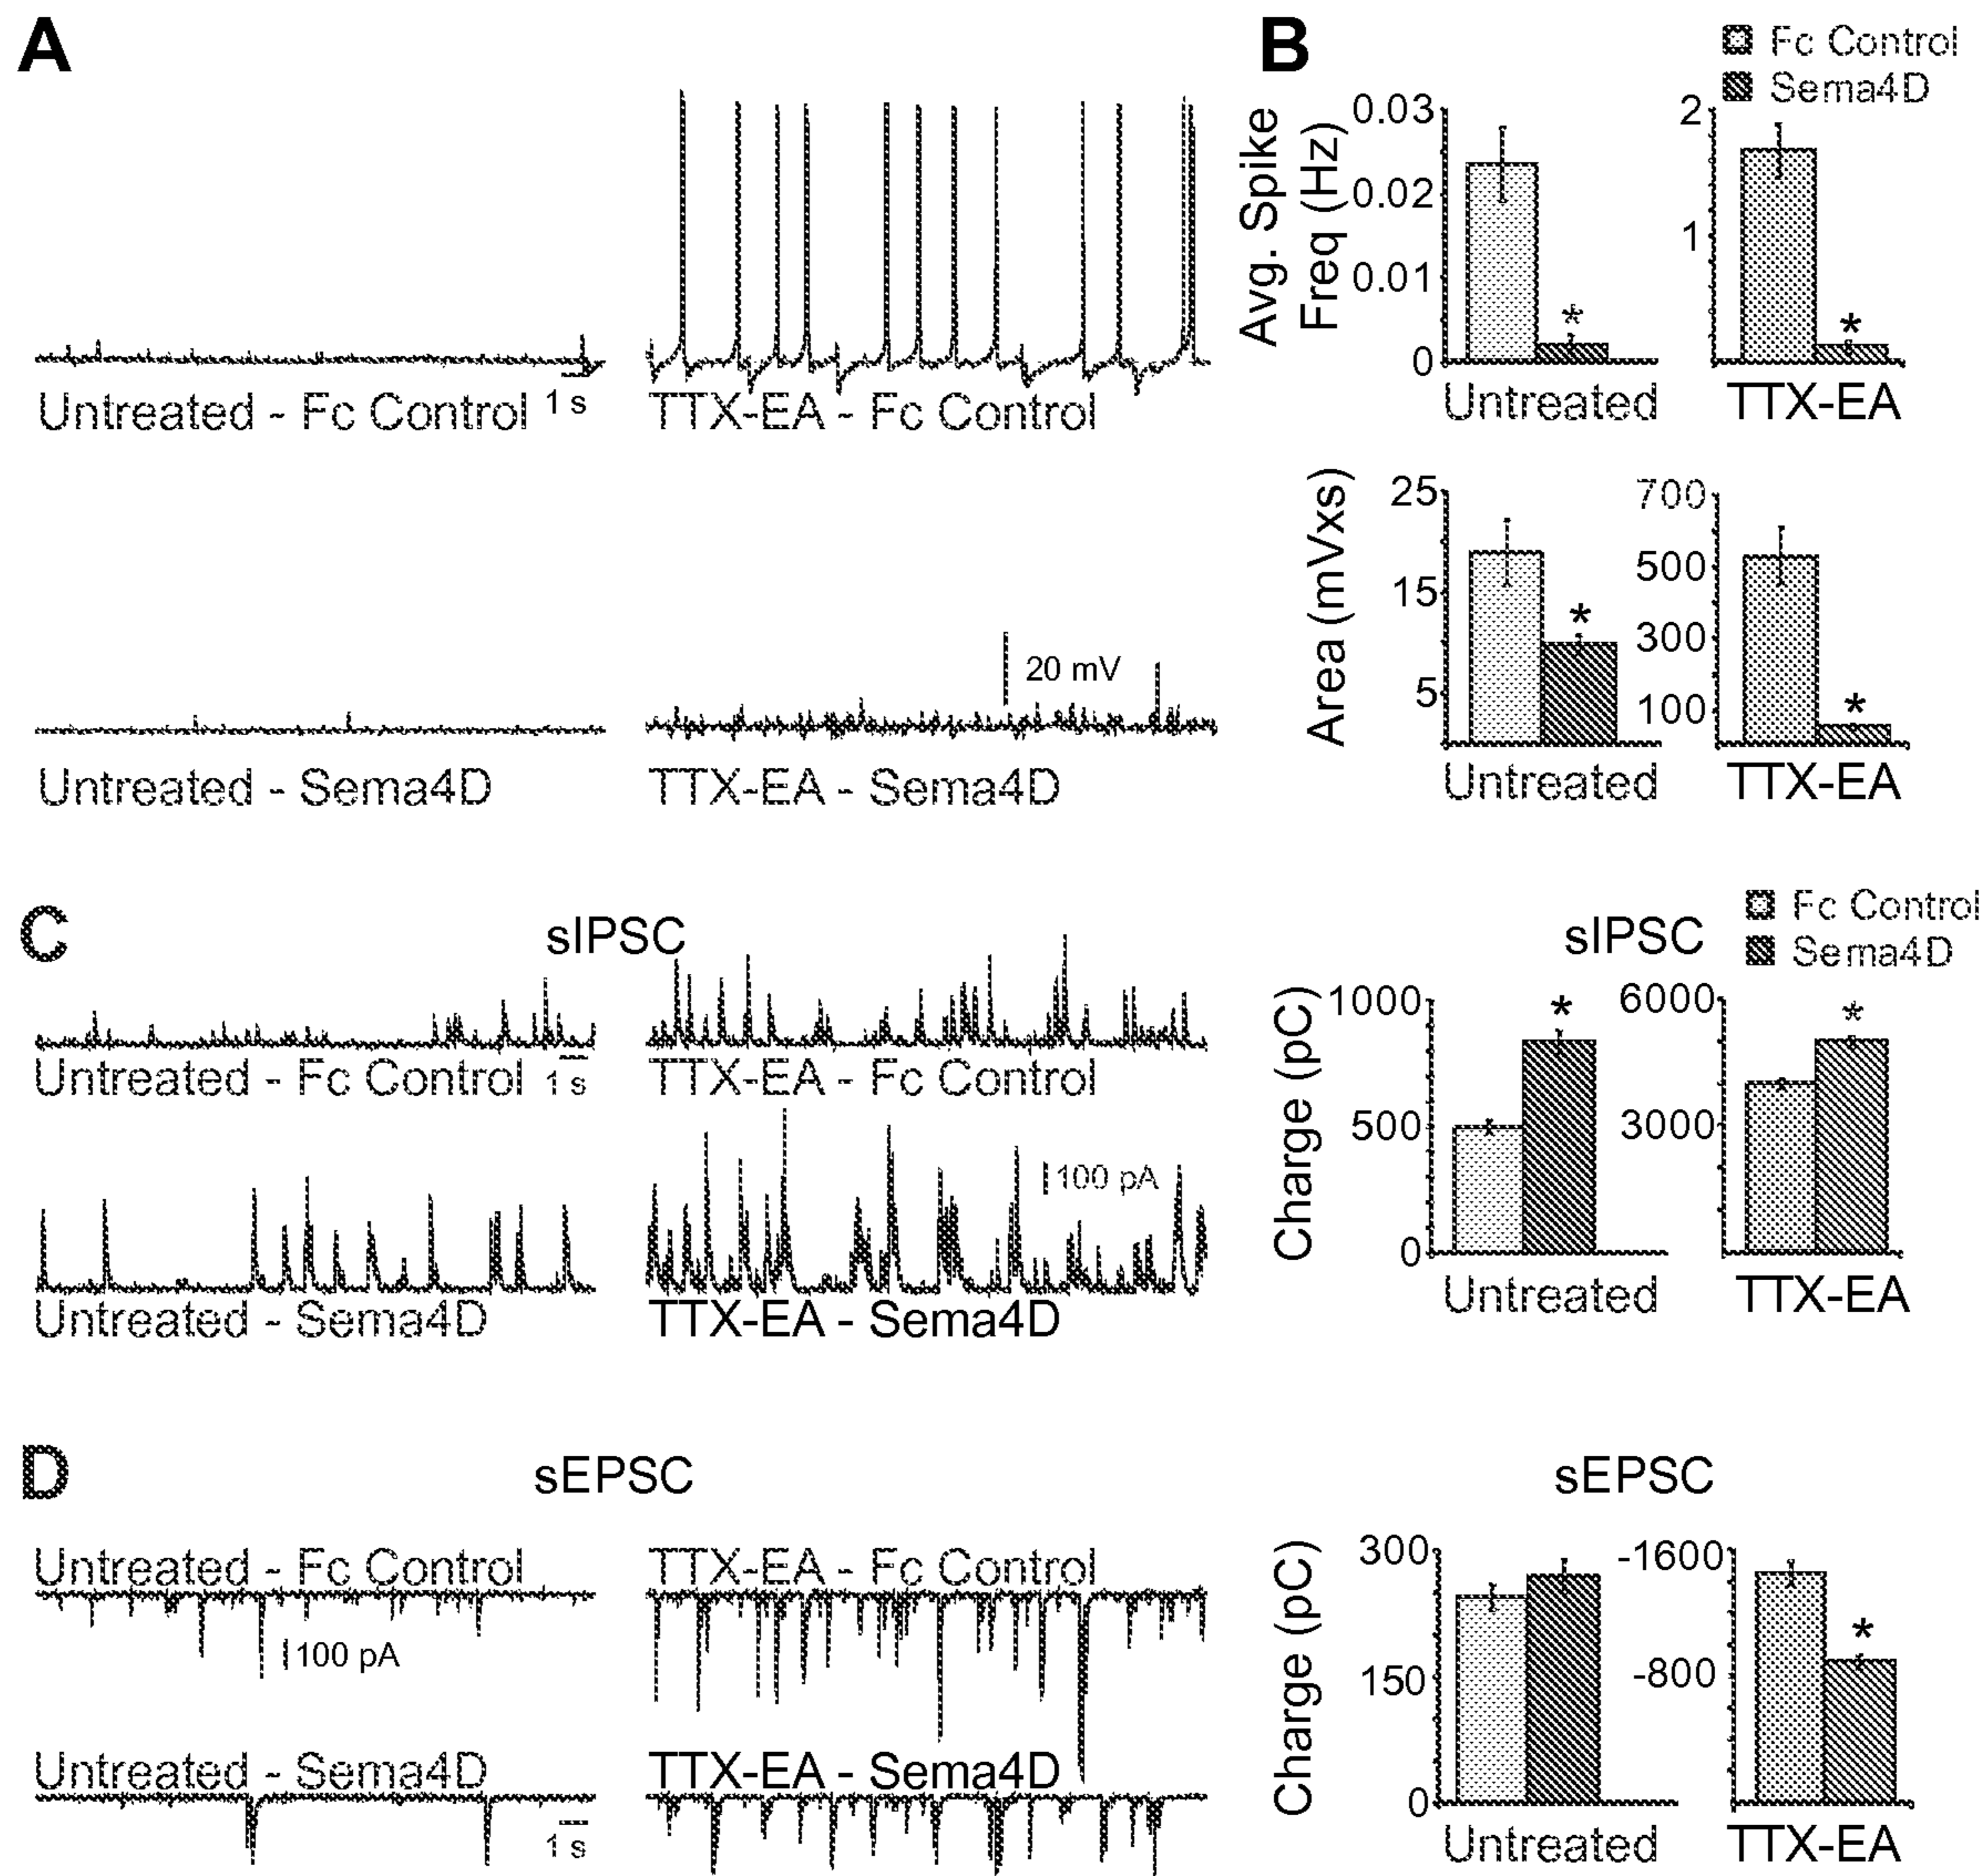 A
Untreated - Fc Control
1 s
TTX-EA - Fc Control
Untreated - Sema4D
20 mV
TTX-EA - Sema4D
B
Fc Control
Sema4D
Avg. Spike
Freq (Hz)
0.03
0.02
0.01
0
Untreated
2
1
TTX-EA
Area (mVxs)
25
15
5
Untreated
700
500
300
100
TTX-EA
C
sIPSC
Untreated - Fc Control
1 s
TTX-EA - Fc Control
100 pA
Untreated - Sema4D
TTX-EA - Sema4D
sIPSC
Fc Control
Sema4D
Charge (pC)
1000
500
0
Untreated
6000
3000
TTX-EA
D
sEPSC
Untreated - Fc Control
TTX-EA - Fc Control
100 pA
Untreated - Sema4D
TTX-EA - Sema4D
1 s
sEPSC
Charge (pC)
300
150
0
Untreated
-1600
-800
TTX-EA